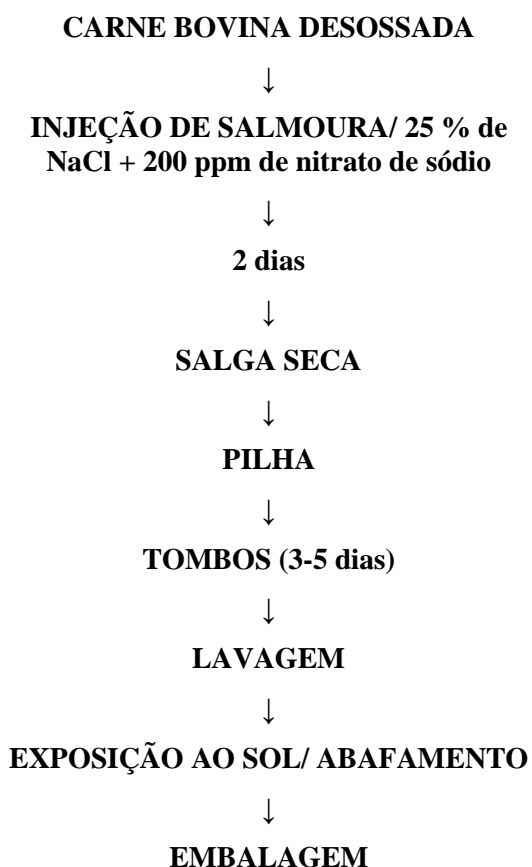 CARNE BOVINA DESOSSADA
↓
INJEÇÃO DE SALMOURA/ 25 % de
NaCl + 200 ppm de nitrato de sódio
↓
2 dias
↓
SALGA SECA
↓
PILHA
↓
TOMBOS (3-5 dias)
↓
LAVAGEM
↓
EXPOSIÇÃO AO SOL/ ABAFAMENTO
↓
EMBALAGEM